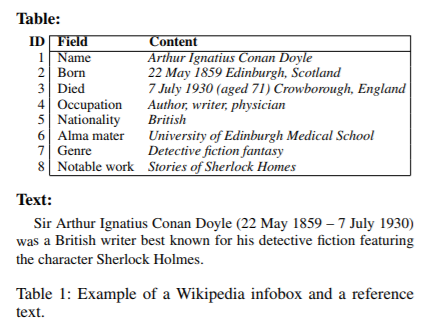 Table:
ID Field Content
1 Name Arthur Ignatius Conan Doyle
2 Born 22 May 1859 Edinburgh, Scotland
3 Died 7 July 1930 (aged 71) Crowborough, England
4 Occupation Author, writer, physician
5 Nationality British
6 Alma mater University of Edinburgh Medical School
7 Genre Detective fiction fantasy
8 Notable work Stories of Sherlock Homes
Text:
Sir Arthur Ignatius Conan Doyle (22 May 1859 – 7 July 1930)
was a British writer best known for his detective fiction featuring
the character Sherlock Holmes.
Table 1: Example of a Wikipedia infobox and a reference
text.